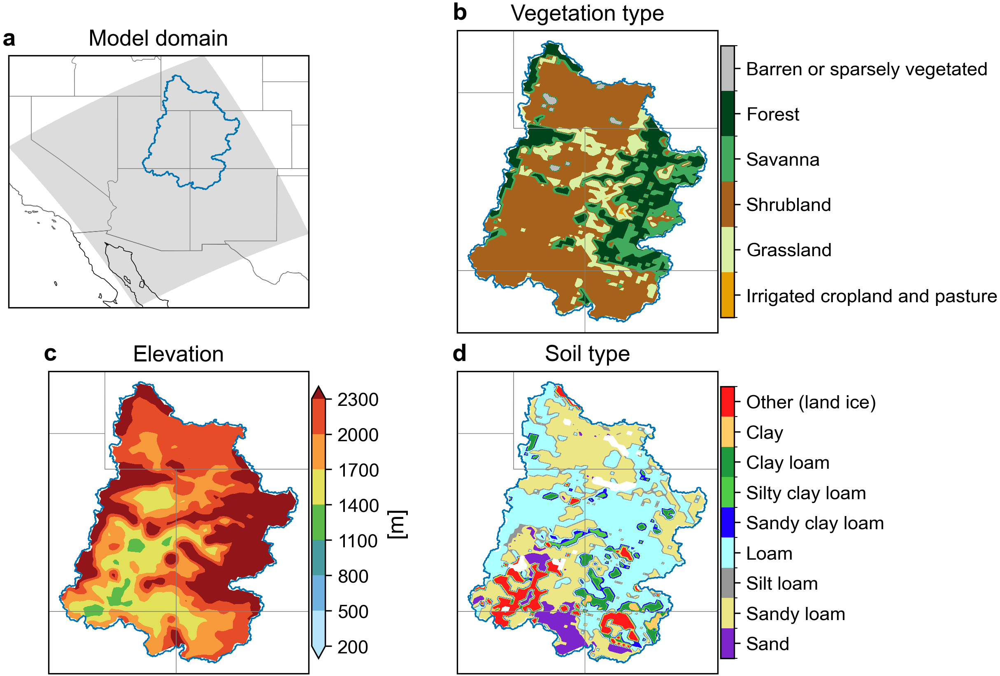 a
Model domain
b
Vegetation type
Barren or sparsely vegetated
Forest
Savanna
Shrubland
Grassland
Irrigated cropland and pasture
c
Elevation
2300
2000
1700
1400
1100
800
500
200
[m]
d
Soil type
Other (land ice)
Clay
Clay loam
Silty clay loam
Sandy clay loam
Loam
Silt loam
Sandy loam
Sand